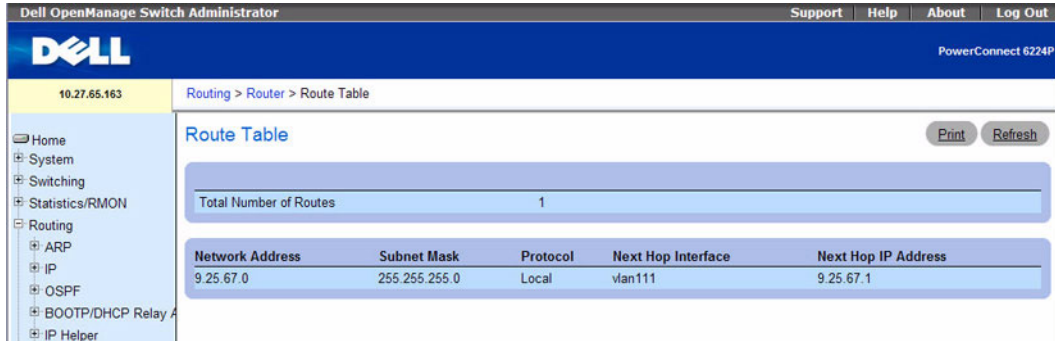 Dell OpenManage Switch Administrator Support Help About Log Out
DELL
PowerConnect 6224P
10.27.65.163
Routing > Router > Route Table
Home
System
Switching
Statistics/RMON
Routing
ARP
IP
OSPF
BOOTP/DHCP Relay A
IP Helper
Route Table
Print Refresh
Total Number of Routes 1
Network Address Subnet Mask Protocol Next Hop Interface Next Hop IP Address
9.25.67.0 255.255.255.0 Local vlan111 9.25.67.1